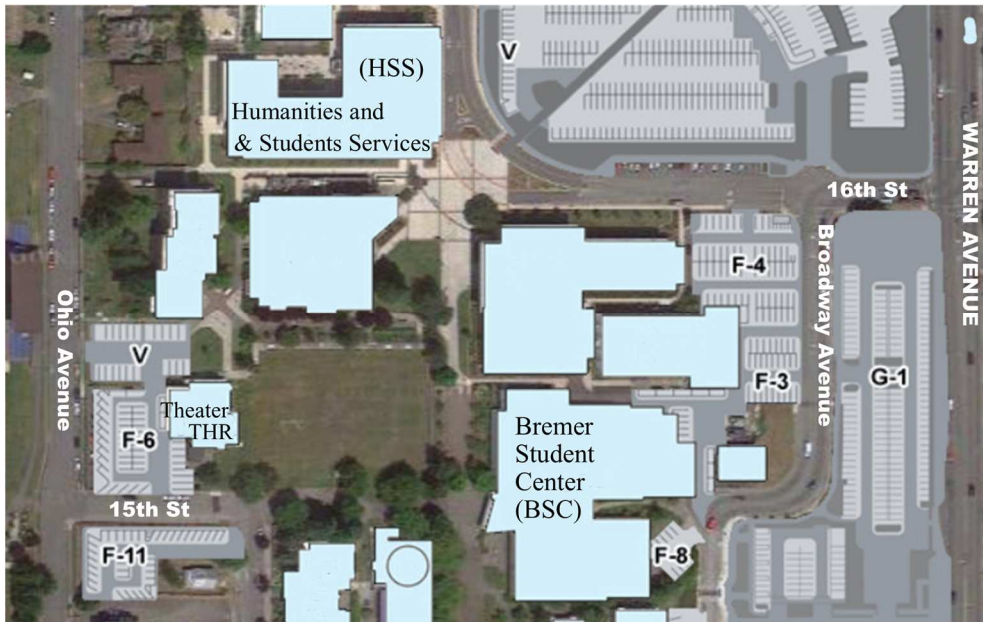 (HSS)
Humanities and
& Students Services
V
WARREN AVENUE
16th St
F-4
Broadway Avenue
Ohio Avenue
V
F-3
G-1
Theater-
THR
F-6
Bremer
Student
Center
(BSC)
15th St
F-11
F-8